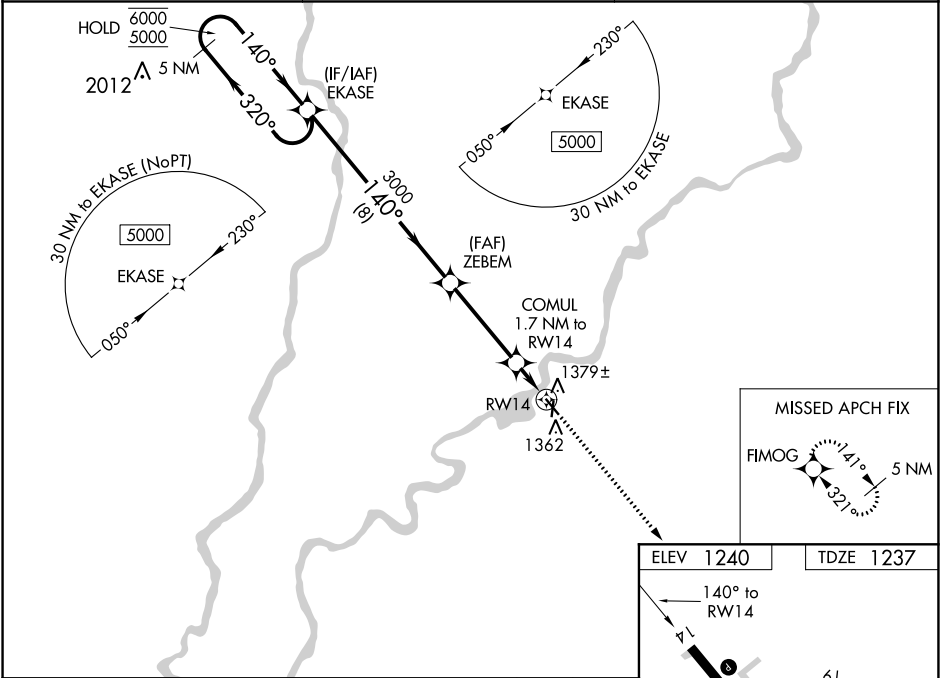 HOLD
6000
5000
140°
5 NM
2012
320°
(IF/IAF)
EKASE
230°
EKASE
5000
050°
30 NM to EKASE
30 NM to EKASE (NoPT)
5000
230°
EKASE
050°
3000
140°
(8)
(FAF)
ZEBEM
COMUL
1.7 NM to
RW14
1379±
RW14
1362
MISSED APCH FIX
FIMOG
141°
5 NM
321°
ELEV 1240
TDZE 1237
140° to
RW14
14
P